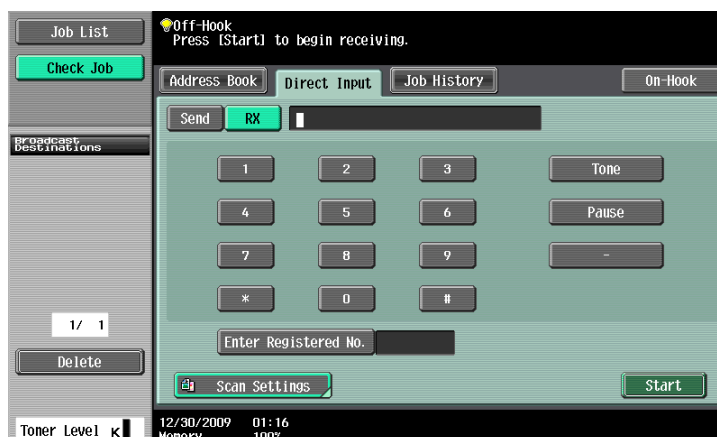 Job List
Check Job
Off-Hook
Press [Start] to begin receiving.
Address Book
Direct Input
Job History
On-Hook
Send
RX
Broadcast
Destinations
1
2
3
Tone
4
5
6
Pause
7
8
9
-
*
0
#
1/ 1
Enter Registered No.
Delete
Scan Settings
Start
Toner Level K
12/30/2009 01:16
Memory 100%